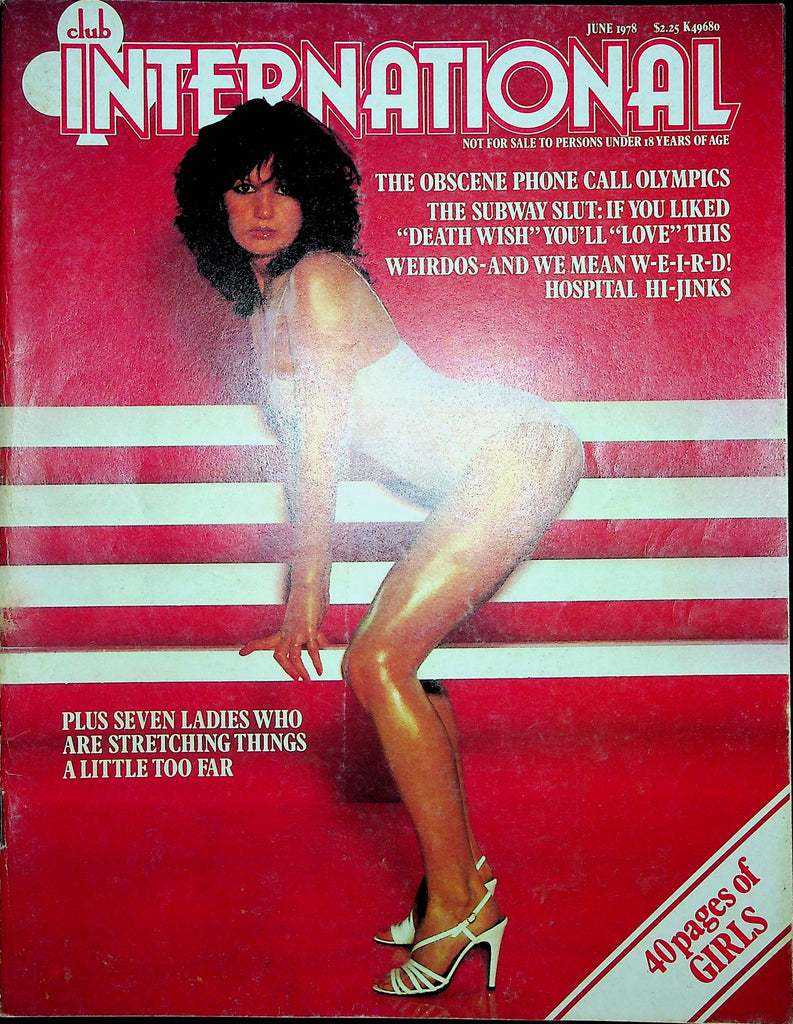 club
INTERNATIONAL
JUNE 1978 $2.25 K49680
NOT FOR SALE TO PERSONS UNDER 18 YEARS OF AGE
THE OBSCENE PHONE CALL OLYMPICS
THE SUBWAY SLUT: IF YOU LIKED
“DEATH WISH” YOU’LL “LOVE” THIS
WEIRDOS-AND WE MEAN W-E-I-R-D!
HOSPITAL HI-JINKS
PLUS SEVEN LADIES WHO
ARE STRETCHING THINGS
A LITTLE TOO FAR
40 pages of
GIRLS